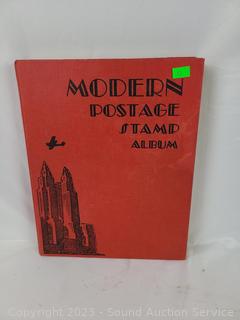 MODERN
POSTAGE
STAMP
ALBUM
Copyright 2023 - Sound Auction Service